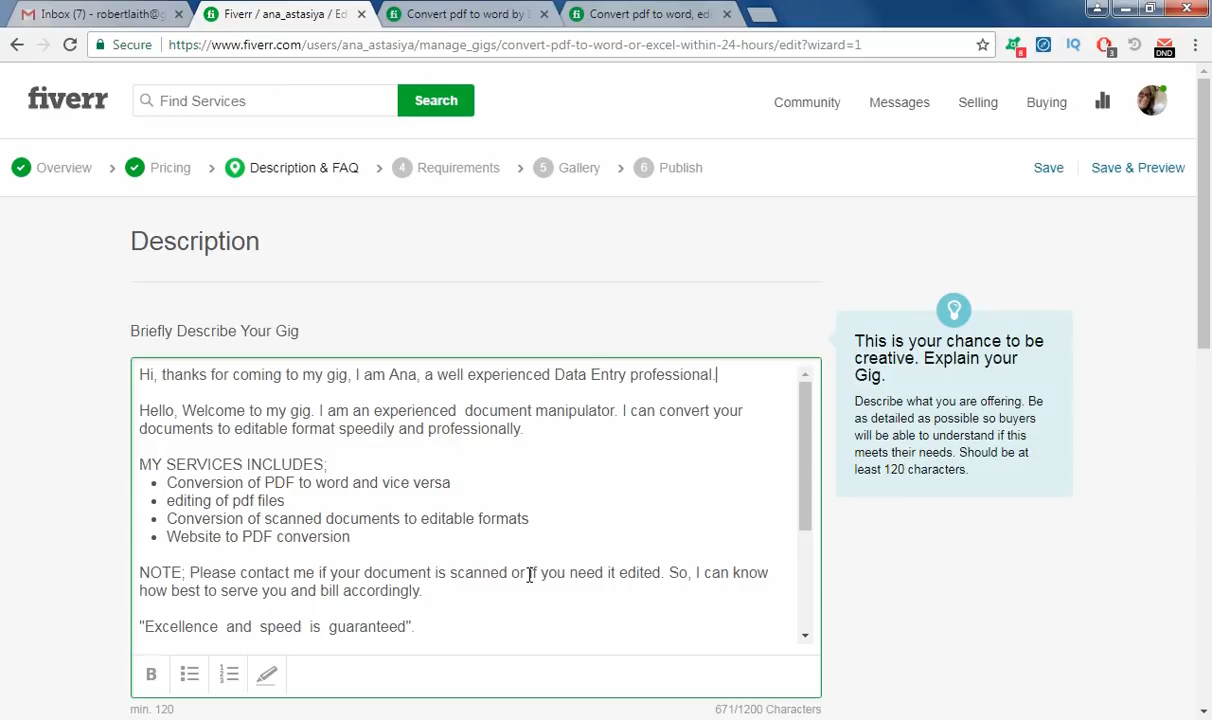 Inbox (7) - robertlaith@g
Fiverr / ana_astasiya / Ed
Convert pdf to word by E
Convert pdf to word, edi
Secure
https://www.fiverr.com/users/ana_astasiya/manage_gigs/convert-pdf-to-word-or-excel-within-24-hours/edit?wizard=1
8
IQ
3
DND
fiverr
Find Services
Search
Community
Messages
Selling
Buying
Overview
Pricing
Description & FAQ
4 Requirements
5 Gallery
6 Publish
Save
Save & Preview
Description
Briefly Describe Your Gig
Hi, thanks for coming to my gig, I am Ana, a well experienced Data Entry professional.
Hello, Welcome to my gig. I am an experienced document manipulator. I can convert your
documents to editable format speedily and professionally.
MY SERVICES INCLUDES;
• Conversion of PDF to word and vice versa
• editing of pdf files
• Conversion of scanned documents to editable formats
• Website to PDF conversion
NOTE; Please contact me if your document is scanned or if you need it edited. So, I can know
how best to serve you and bill accordingly.
"Excellence and speed is guaranteed".
B
min. 120
671/1200 Characters
This is your chance to be
creative. Explain your
Gig.
Describe what you are offering. Be
as detailed as possible so buyers
will be able to understand if this
meets their needs. Should be at
least 120 characters.